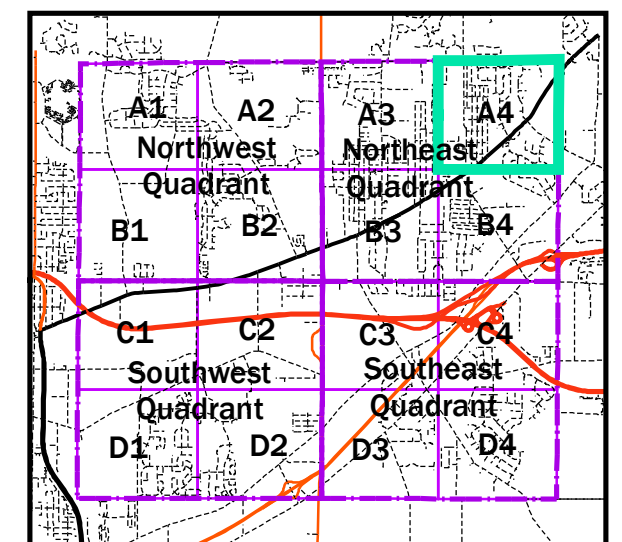 A1 A2 A3 A4
Northwest Northeast
Quadrant Quadrant
B1 B2 B3 B4
C1 C2 C3 C4
Southwest Southeast
Quadrant Quadrant
D1 D2 D3 D4